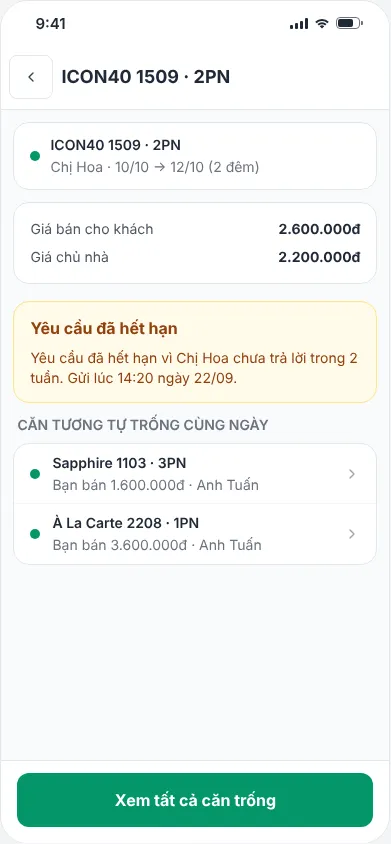 9:41
ICON40 1509 · 2PN
ICON40 1509 · 2PN
Chị Hoa · 10/10 → 12/10 (2 đêm)
Giá bán cho khách 2.600.000đ
Giá chủ nhà 2.200.000đ
Yêu cầu đã hết hạn
Yêu cầu đã hết hạn vì Chị Hoa chưa trả lời trong 2
tuần. Gửi lúc 14:20 ngày 22/09.
CĂN TƯƠNG TỰ TRỐNG CÙNG NGÀY
Sapphire 1103 · 3PN
Bạn bán 1.600.000đ · Anh Tuấn
À La Carte 2208 · 1PN
Bạn bán 3.600.000đ · Anh Tuấn
Xem tất cả căn trống